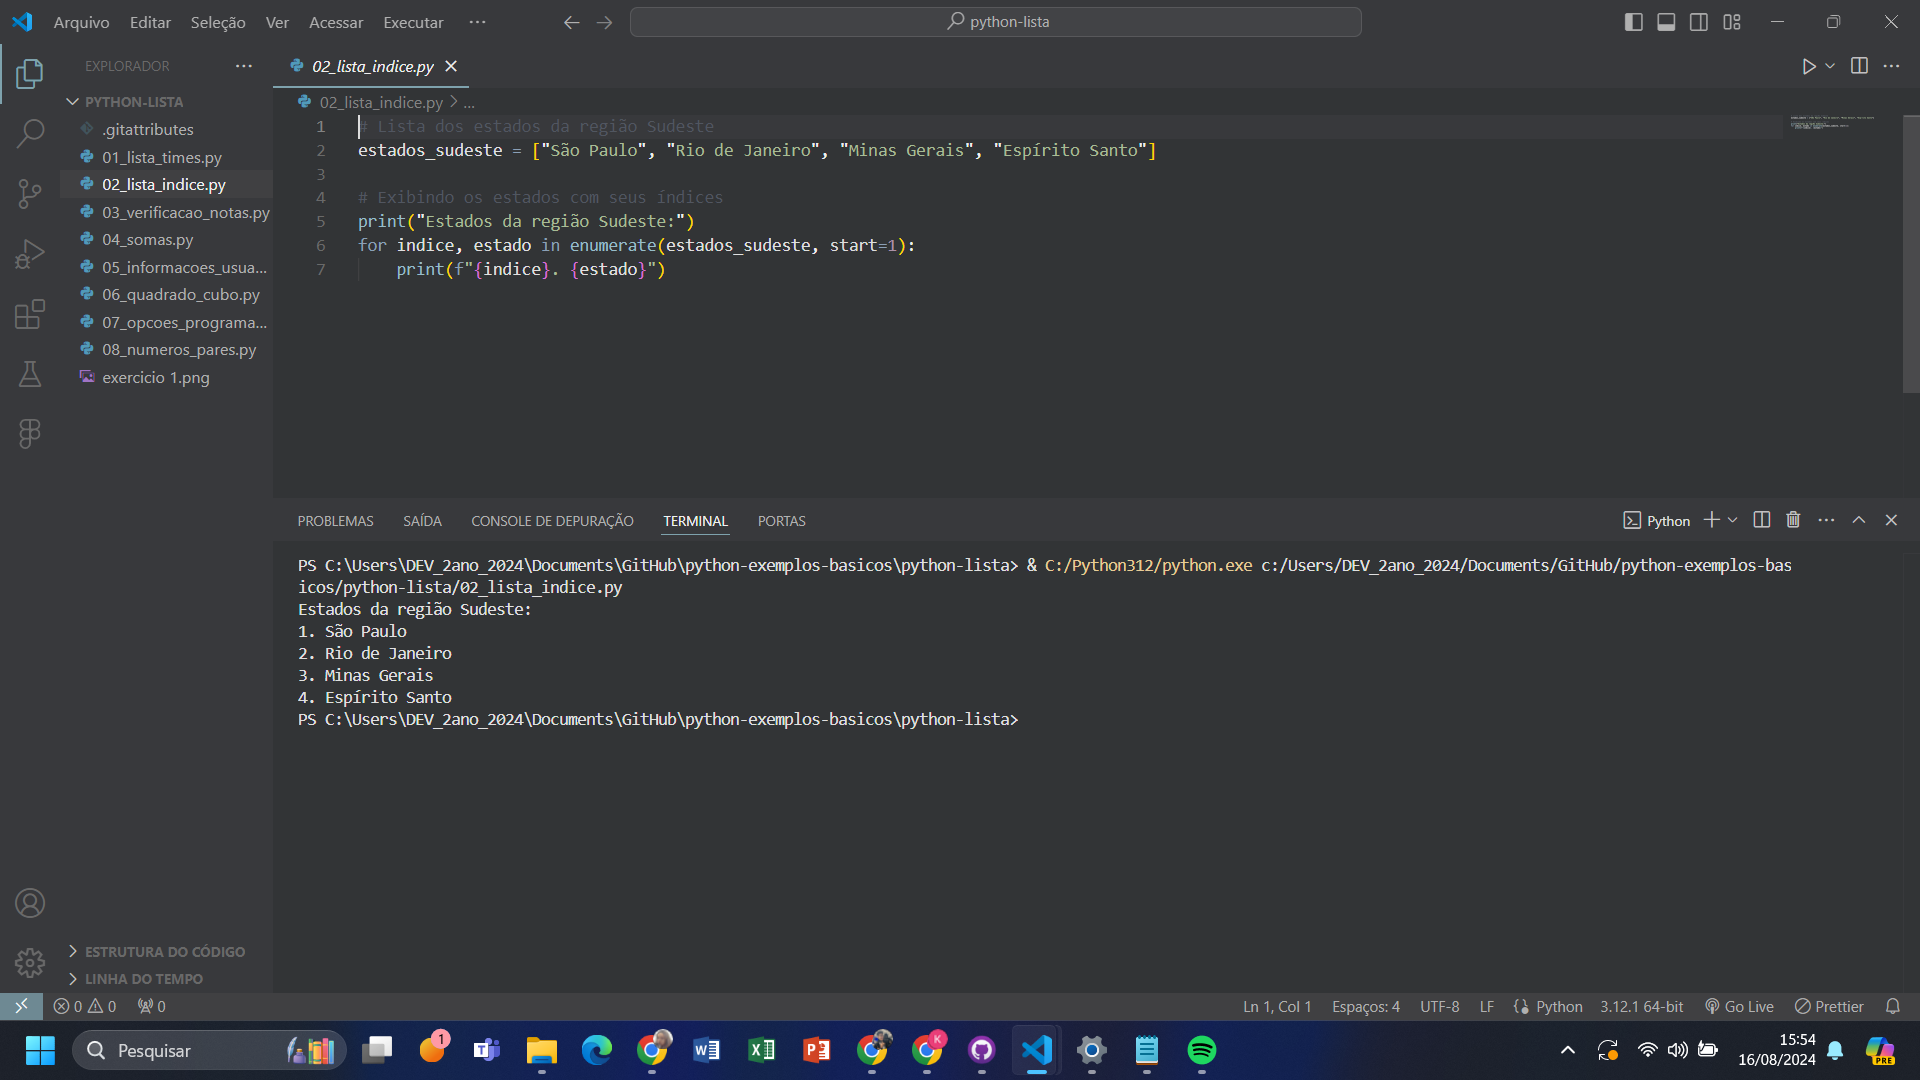 Arquivo Editar Seleção Ver Acessar Executar ··· python-lista
EXPLORADOR ···
PYTHON-LISTA
.gitattributes
01_lista_times.py
02_lista_indice.py
03_verificacao_notas.py
04_somas.py
05_informacoes_usua...
06_quadrado_cubo.py
07_opcoes_programa...
08_numeros_pares.py
exercicio 1.png
ESTRUTURA DO CÓDIGO
LINHA DO TEMPO
02_lista_indice.py
02_lista_indice.py > ...
1 # Lista dos estados da região Sudeste
2 estados_sudeste = ["São Paulo", "Rio de Janeiro", "Minas Gerais", "Espírito Santo"]
3
4 # Exibindo os estados com seus índices
5 print("Estados da região Sudeste:")
6 for indice, estado in enumerate(estados_sudeste, start=1):
7 print(f"{indice}. {estado}")
PROBLEMAS SAÍDA CONSOLE DE DEPURAÇÃO TERMINAL PORTAS Python
PS C:\Users\DEV_2ano_2024\Documents\GitHub\python-exemplos-basicos\python-lista> & C:/Python312/python.exe c:/Users/DEV_2ano_2024/Documents/GitHub/python-exemplos-bas
icos/python-lista/02_lista_indice.py
Estados da região Sudeste:
1. São Paulo
2. Rio de Janeiro
3. Minas Gerais
4. Espírito Santo
PS C:\Users\DEV_2ano_2024\Documents\GitHub\python-exemplos-basicos\python-lista>
0 0 0 Ln 1, Col 1 Espaços: 4 UTF-8 LF Python 3.12.1 64-bit Go Live Prettier
Pesquisar 1 K 15:54
16/08/2024 PRE